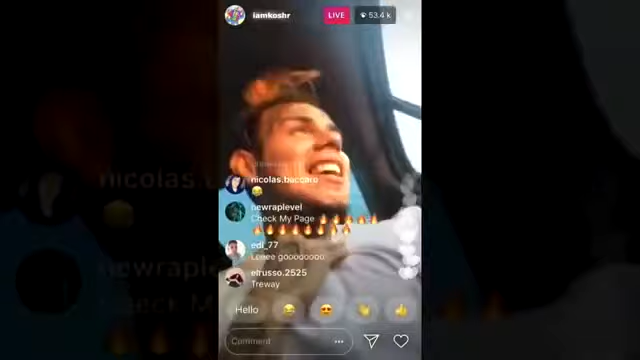 iamkoshr
LIVE
53.4 k
nicolas.baccaro
😂
newraplevel
Check My Page 🔥🔥🔥🔥🔥
🔥🔥🔥🔥🔥🔥🔥🔥
edi_77
Leeee goooooooo
elrusso.2525
Treway
Hello
😂
😍
👏
👍
Comment